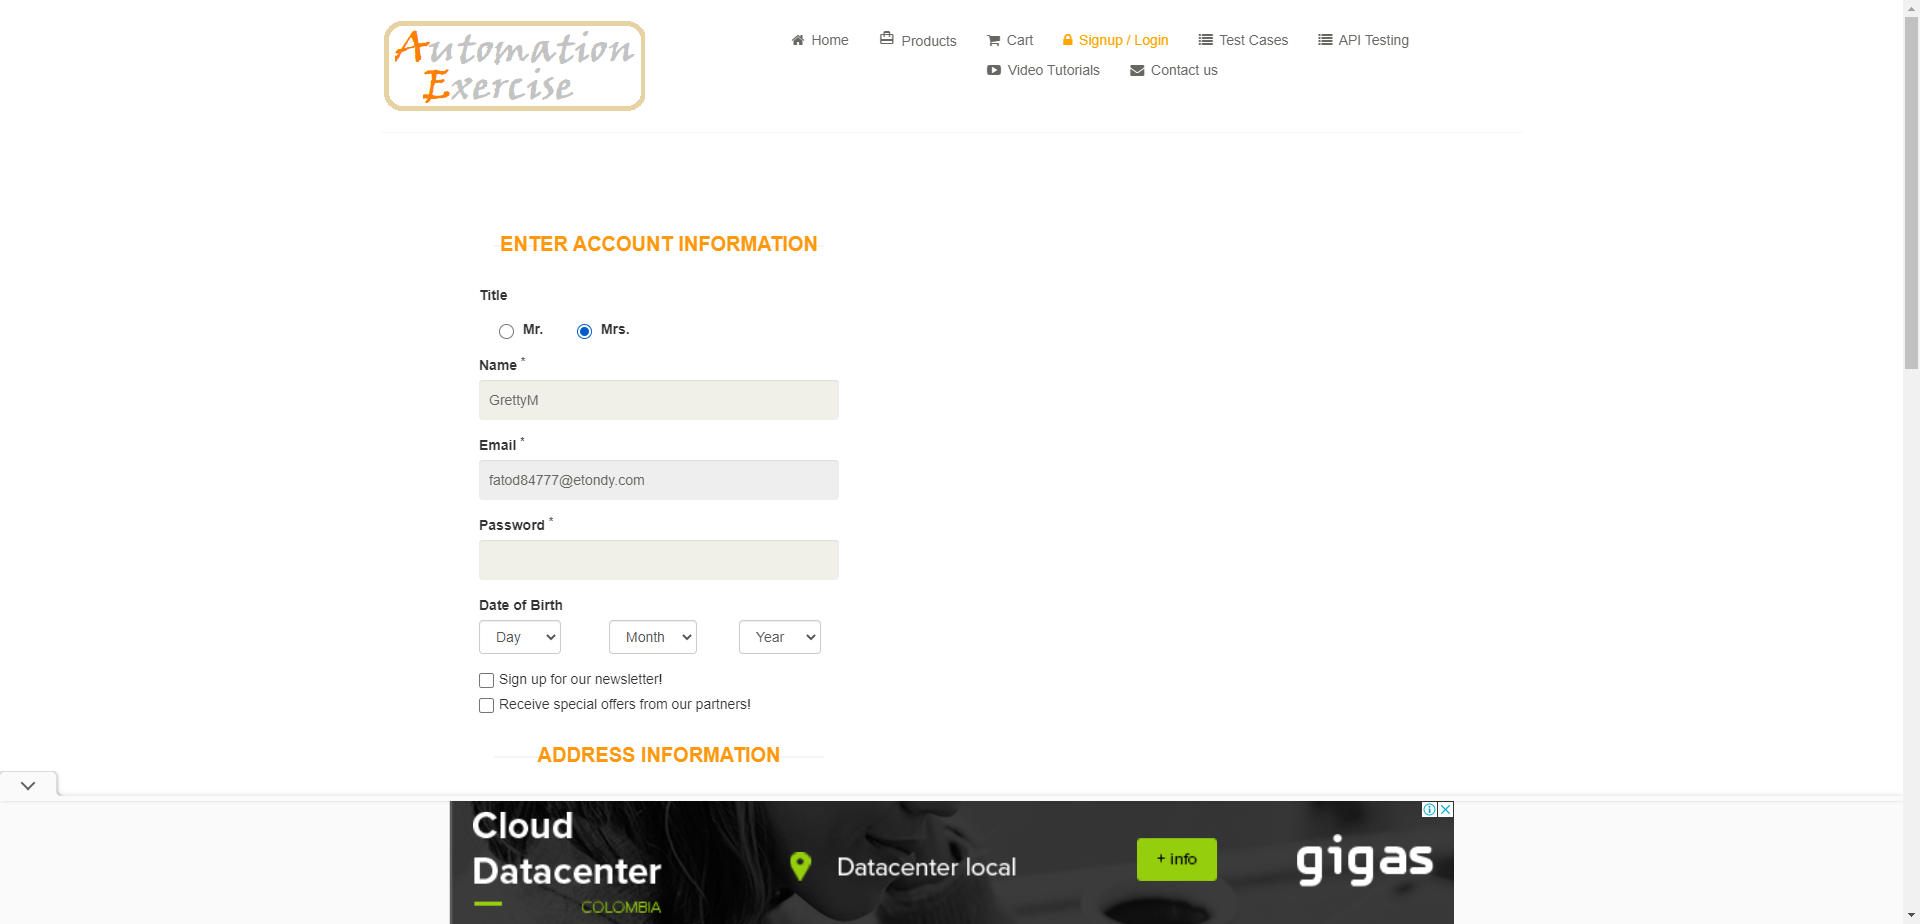 Automation
Exercise
Home
Products
Cart
Signup / Login
Test Cases
API Testing
Video Tutorials
Contact us
ENTER ACCOUNT INFORMATION
Title
Mr.
Mrs.
Name *
GrettyM
Email *
fatod84777@etondy.com
Password *
Date of Birth
Day
Month
Year
Sign up for our newsletter!
Receive special offers from our partners!
ADDRESS INFORMATION
Cloud
Datacenter
COLOMBIA
Datacenter local
+ info
gigas